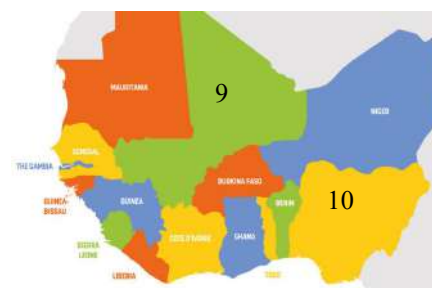 MAURITANIA
9
NIGER
SENEGAL
THE GAMBIA
BURKINA FASO
GUINEA-
BISSAU
GUINEA
BENIN
10
SIERRA
LEONE
COTE D'IVOIRE
GHANA
LIBERIA
TOGO